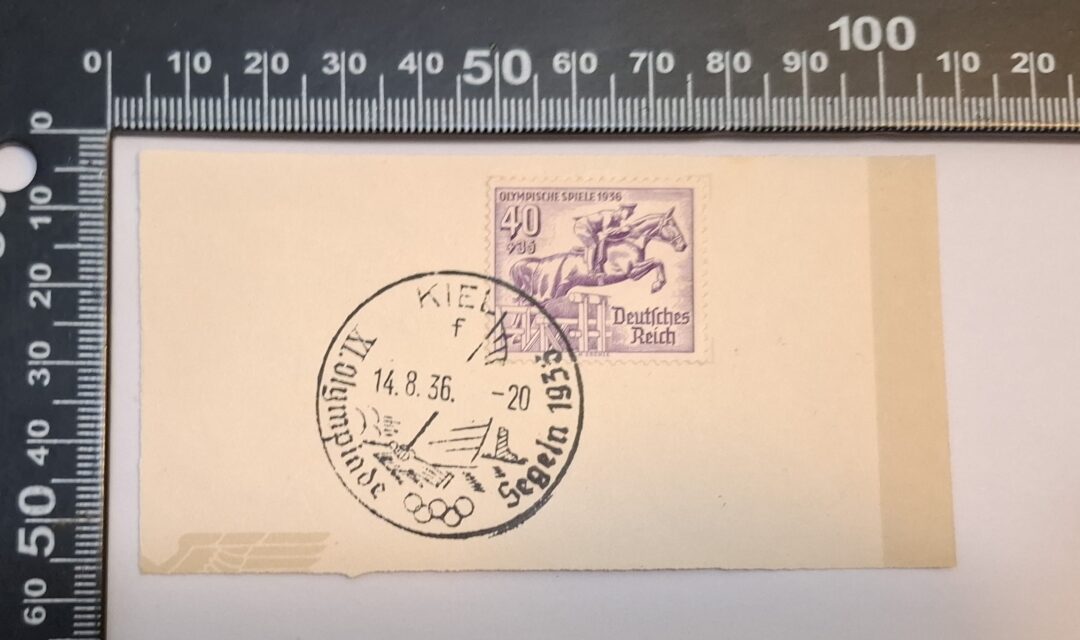 0 10 20 30 40 50 60 70 80 90 100 10 20
0
10
20
30
40
50
60
OLYMPISCHE SPIELE 1936
40
+35
Deutsches
Reich
KIEL
f
XI. Olympiade
14.8.36. -20
Segeln 1936